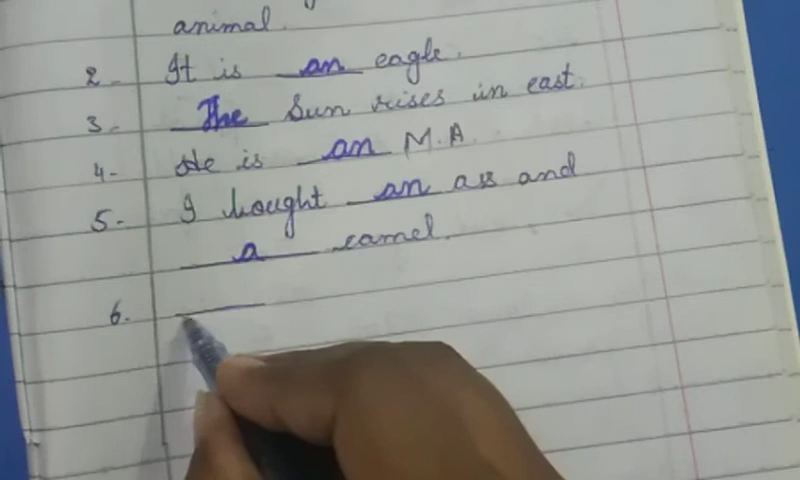 animal.
2. It is an eagle.
3. The Sun rises in east.
4. He is an M.A.
5. I bought an ass and
a camel.
6.